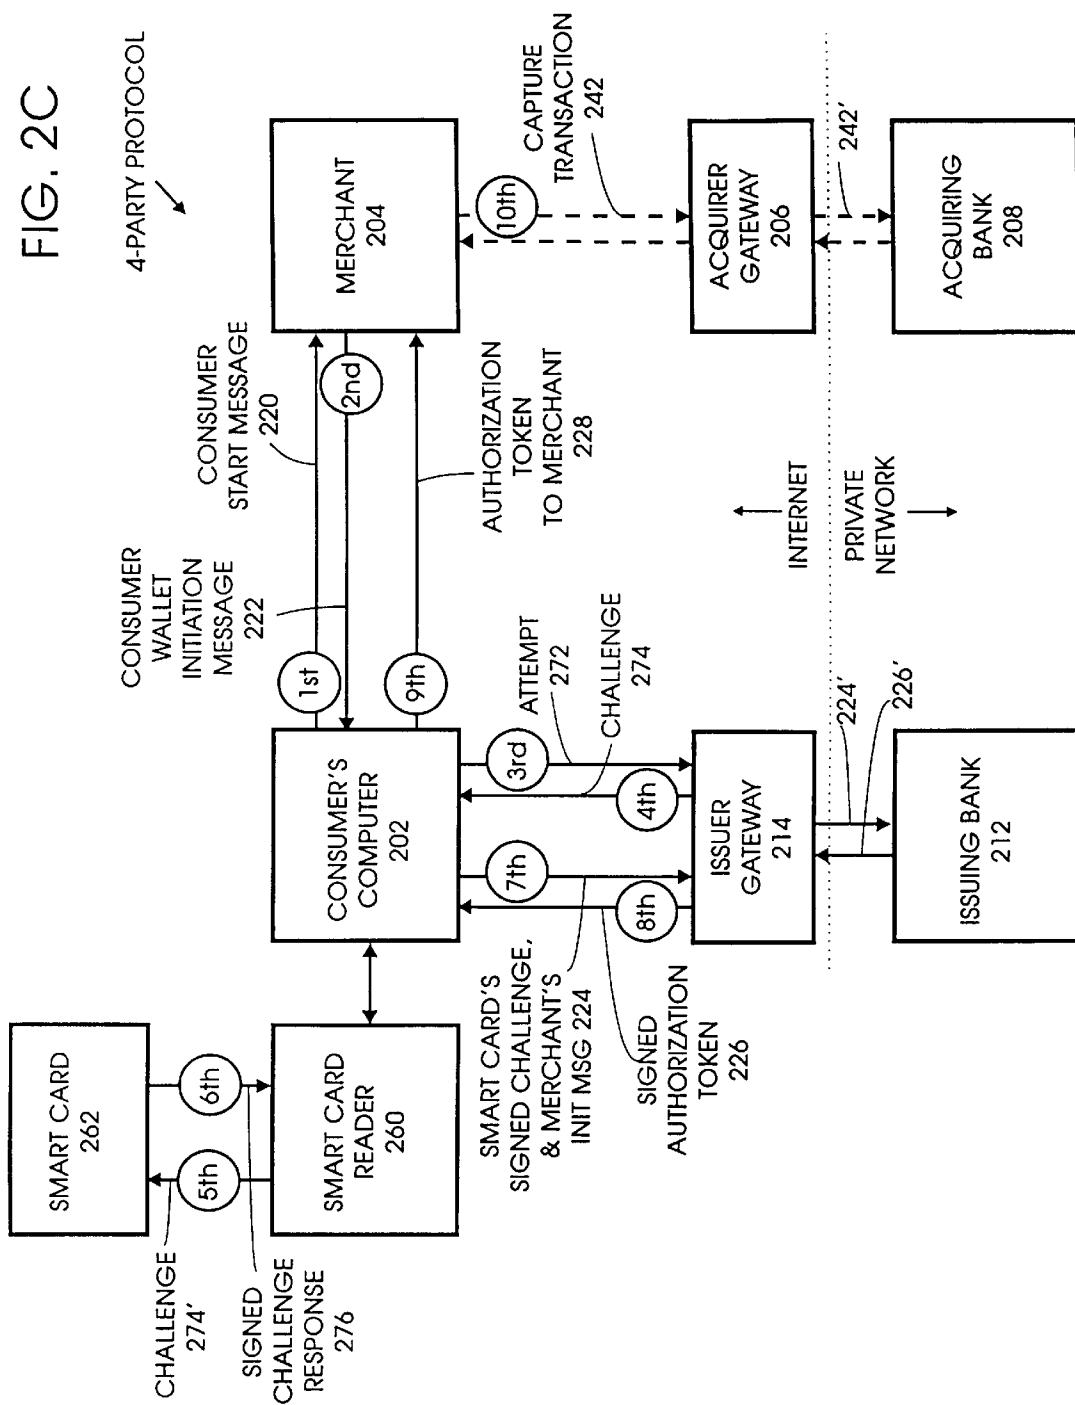 FIG. 2C
4-PARTY PROTOCOL
SMART CARD
262
CHALLENGE
274'
5th
6th
SIGNED
CHALLENGE
RESPONSE
276
SMART CARD
READER
260
CONSUMER'S
COMPUTER
202
CONSUMER
WALLET
INITIATION
MESSAGE
222
CONSUMER
START MESSAGE
220
1st
2nd
9th
AUTHORIZATION
TOKEN
TO MERCHANT
228
MERCHANT
204
SMART CARD'S
SIGNED CHALLENGE,
& MERCHANT'S
INIT MSG 224
SIGNED
AUTHORIZATION
TOKEN
226
7th
8th
3rd
4th
ATTEMPT
272
CHALLENGE
274
10th
CAPTURE
TRANSACTION
242
ISSUER
GATEWAY
214
ACQUIRER
GATEWAY
206
INTERNET
PRIVATE
NETWORK
224'
226'
242'
ISSUING BANK
212
ACQUIRING
BANK
208